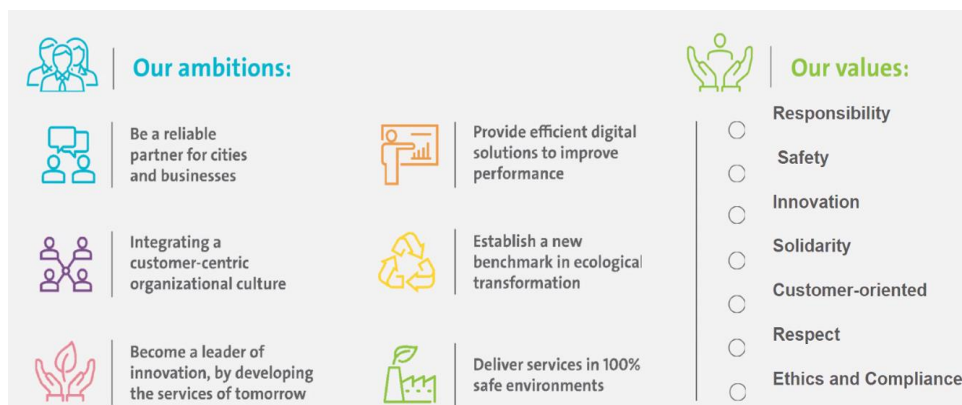 Our ambitions:
Be a reliable
partner for cities
and businesses
Provide efficient digital
solutions to improve
performance
Integrating a
customer-centric
organizational culture
Establish a new
benchmark in ecological
transformation
Become a leader of
innovation, by developing
the services of tomorrow
Deliver services in 100%
safe environments
Our values:
Responsibility
Safety
Innovation
Solidarity
Customer-oriented
Respect
Ethics and Compliance